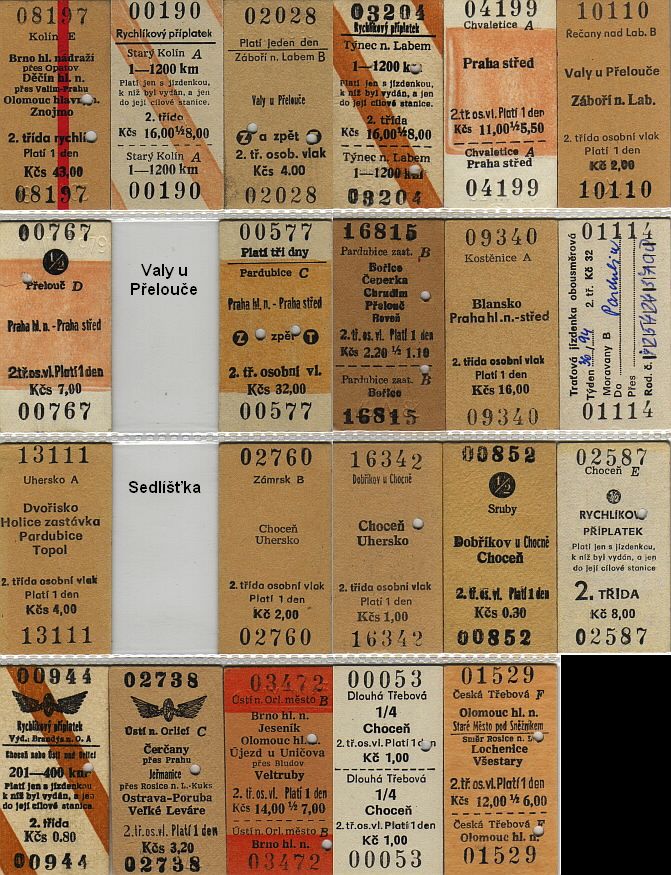 08197
Kolín E
Brno hl. nádraží
přes Opatov
Děčín hl. n.
přes Velim-Prahu
Olomouc hlavní n.
Znojmo
2. třída rychlík
Platí 1 den
Kčs 43,00
08197
00190
Rychlíkový příplatek
Starý Kolín A
1—1200 km
Platí jen s jízdenkou,
k níž byl vydán, a jen
do její cílové stanice.
2. třída
Kčs 16,00 ½ 8,00
Starý Kolín A
1—1200 km
00190
02028
Platí jeden den
Záboří n. Labem B
Valy u Přelouče
Z a zpět T
2. tř. osob. vlak
Kčs 4.00
02028
03204
Rychlíkový příplatek
Týnec n. Labem
1—1200 km
Platí jen s jízdenkou,
k níž byl vydán, a jen
do její cílové stanice.
2. třída
Kčs 16,00 ½ 8,00
Týnec n. Labem
1—1200 km
03204
04199
Chvaletice A
Praha střed
2.tř.os.vl. Platí 1 den
Kčs 11,00 ½ 5,50
Chvaletice A
Praha střed
04199
10110
Řečany nad Lab. B
Valy u Přelouče
Záboří n. Lab.
2. třída osobní vlak
Platí 1 den
Kčs 2,00
10110
00767
½
Přelouč D
Praha hl. n. - Praha střed
2.tř.os.vl. Platí 1 den
Kčs 7,00
00767
Valy u
Přelouče
00577
Platí tři dny
Pardubice C
Praha hl. n. - Praha střed
Z zpět T
2. tř. osobní vl.
Kčs 32,00
00577
16815
Pardubice zast. B
Bořice
Čeperka
Chrudim
Přelouč
Roveň
2. tř. os. vl. Platí 1 den
Kčs 2.20 ½ 1.10
Pardubice zast. B
Bořice
16815
09340
Kostěnice A
Blansko
Praha hl. n.-střed
2. třída osobní vlak
Platí 1 den
Kčs 16,00
09340
01114
Traťová jízdenka obousměrová
Týden 30/94 2. tř. Kč 32
Moravany B
Do
Přes
Rod. č.
01114
13111
Uhersko A
Dvořisko
Holice zastávka
Pardubice
Topol
2. třída osobní vlak
Platí 1 den
Kčs 4,00
13111
Sedlíšťka
02760
Zámrsk B
Choceň
Uhersko
2. třída osobní vlak
Platí 1 den
Kč 2,00
02760
16342
Dobříkov u Chocně
Choceň
Uhersko
2. třída osobní vlak
Platí 1 den
Kčs 1,00
16342
00852
½
Sruby
Dobříkov u Chocně
Choceň
2. tř. os. vl. Platí 1 den
Kčs 0.30
00852
02587
Choceň E
RYCHLÍKOVÝ
PŘÍPLATEK
Platí jen s jízdenkou,
k níž byl vydán, a jen
do její cílové stanice
2. TŘÍDA
Kč 8,00
02587
00944
Rychlíkový příplatek
Výd.: Brandýs n. O. A
Choceň nebo Ústí nad Orlicí
201—400 km
Platí jen s jízdenkou
k níž byl vydán, a jen
do její cílové stanice.
2. třída
Kčs 0.80
00944
02738
Ústí n. Orlicí C
Čerčany
přes Prahu
Jeřmanice
přes Rosice n. L.-Kuks
Ostrava-Poruba
Veľké Leváre
2. tř. os. vl. Platí 1 den
Kčs 3,20
02738
03472
Ústí n. Orl. město B
Brno hl. n.
Jeseník
Olomouc hl. n.
Újezd u Uničova
přes Bludov
Veltruby
2. tř. os. vl. Platí 1 den
Kčs 14,00 ½ 7,00
Ústí n. Orl. město B
Brno hl. n.
03472
00053
Dlouhá Třebová
1/4
Choceň
2.tř.os.vl. Platí 1 den
Kč 1,00
Dlouhá Třebová
1/4
Choceň
2.tř.os.vl. Platí 1 den
Kč 1,00
00053
01529
Česká Třebová F
Olomouc hl. n.
Staré Město pod Sněžníkem
Směr Rosice n. L.
Lochenice
Všestary
2.tř.os.vl. Platí 1 den
Kčs 12,00 ½ 6,00
Česká Třebová F
Olomouc hl. n.
01529